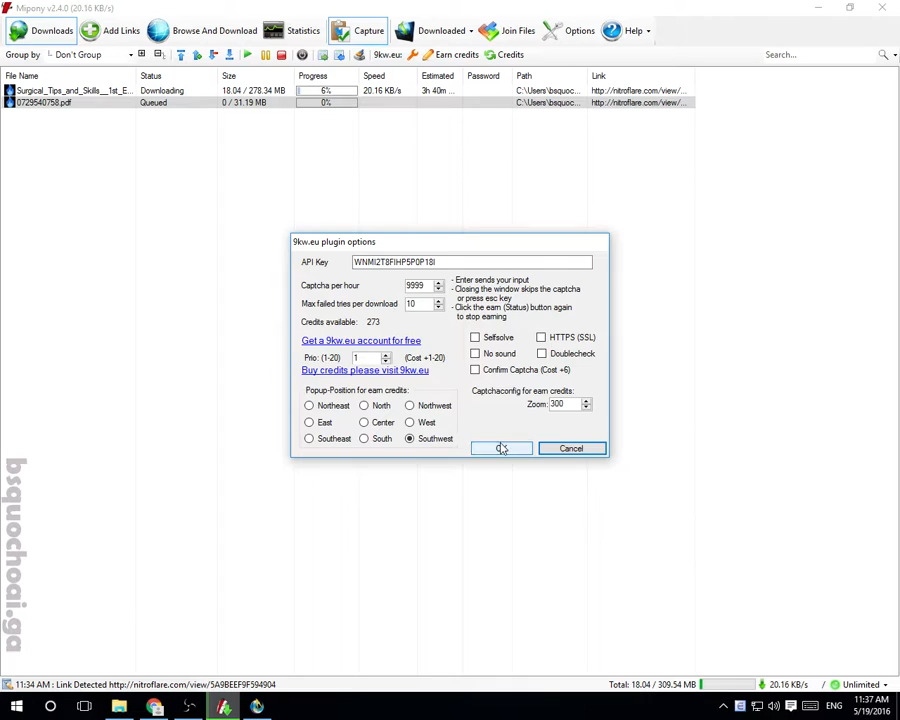 Mipony v2.4.0 (20.16 KB/s)
Downloads Add Links Browse And Download Statistics Capture Downloaded Join Files Options Help
Group by Don't Group 9kw.eu: Earn credits Credits Search...
File Name Status Size Progress Speed Estimated Password Path Link
Surgical_Tips_and_Skills__1st_E... Downloading 18.04 / 278.34 MB 6% 20.16 KB/s 3h 40m ... C:\Users\bsquoc... http://nitroflare.com/view/...
0729540758.pdf Queued 0 / 31.19 MB 0% C:\Users\bsquoc... http://nitroflare.com/view/...
9kw.eu plugin options
API Key WNMI2T8FIHP5P0P18I
Captcha per hour 9999
- Enter sends your input
- Closing the window skips the captcha
or press esc key
Max failed tries per download 10
- Click the earn (Status) button again
to stop earning
Credits available: 273
Get a 9kw.eu account for free
Selfsolve HTTPS (SSL)
Prio: (1-20) 1 (Cost +1-20)
No sound Doublecheck
Buy credits please visit 9kw.eu
Confirm Captcha (Cost +6)
Popup-Position for earn credits:
Captchaconfig for earn credits:
Northeast North Northwest
Zoom: 300
East Center West
Southeast South Southwest
Cancel
bsquochoai.ga
11:34 AM : Link Detected http://nitroflare.com/view/5A9BEEF9F594904
Total: 18.04 / 309.54 MB 20.16 KB/s Unlimited
ENG
11:37 AM
5/19/2016